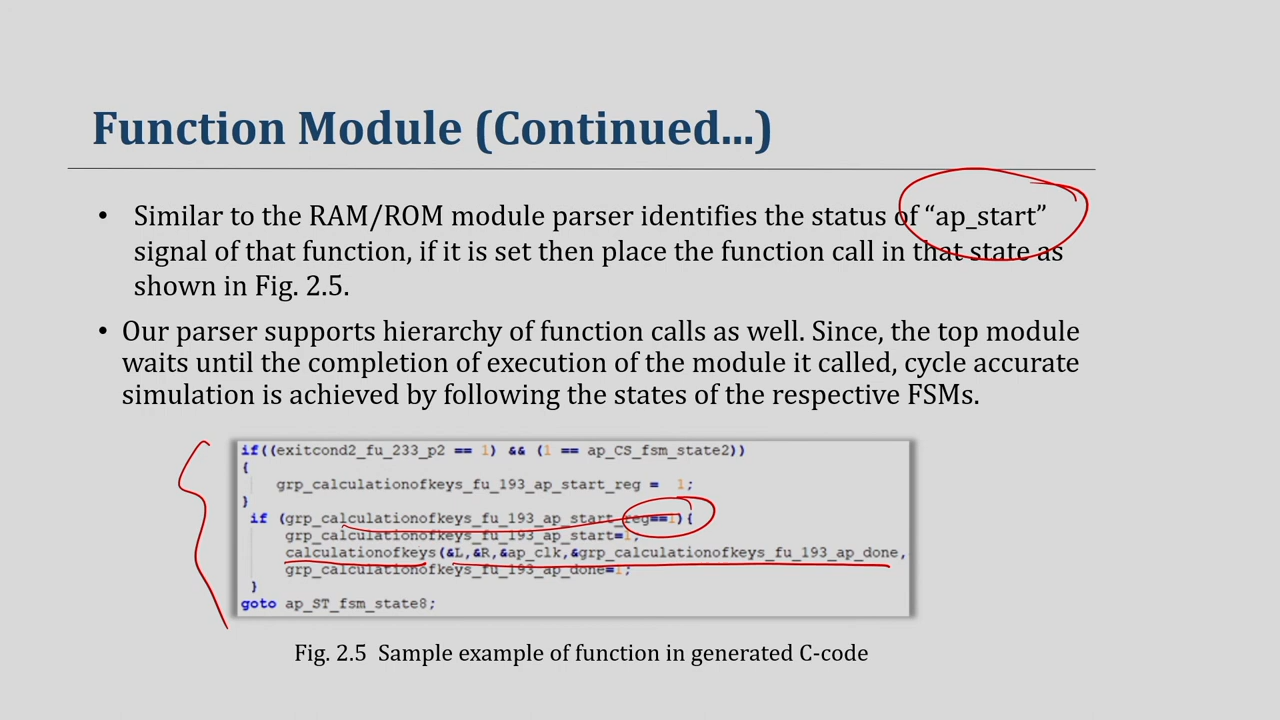 Function Module (Continued...)
• Similar to the RAM/ROM module parser identifies the status of “ap_start”
signal of that function, if it is set then place the function call in that state as
shown in Fig. 2.5.
• Our parser supports hierarchy of function calls as well. Since, the top module
waits until the completion of execution of the module it called, cycle accurate
simulation is achieved by following the states of the respective FSMs.
if((exitcond2_fu_233_p2 == 1) && (1 == ap_CS_fsm_state2))
{
grp_calculationofkeys_fu_193_ap_start_reg = 1;
}
if (grp_calculationofkeys_fu_193_ap_start_reg==1){
grp_calculationofkeys_fu_193_ap_start=1;
calculationofkeys(&L,&R,&ap_clk,&grp_calculationofkeys_fu_193_ap_done,
grp_calculationofkeys_fu_193_ap_done=1;
}
goto ap_ST_fsm_state8;
Fig. 2.5 Sample example of function in generated C-code